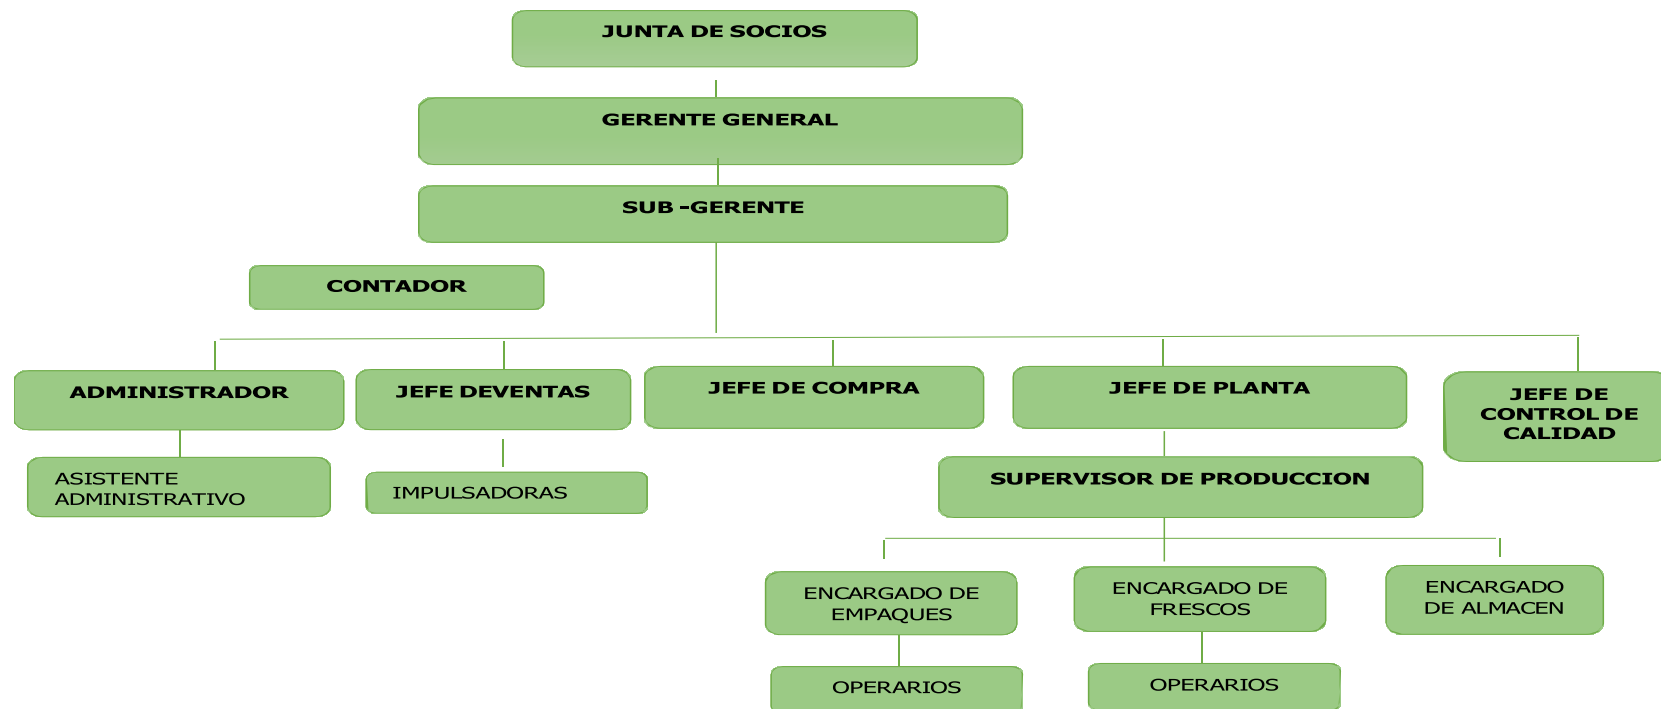 JUNTA DE SOCIOS
GERENTE GENERAL
SUB -GERENTE
CONTADOR
ADMINISTRADOR
JEFE DEVENTAS
JEFE DE COMPRA
JEFE DE PLANTA
JEFE DE
CONTROL DE
CALIDAD
ASISTENTE
ADMINISTRATIVO
IMPULSADORAS
SUPERVISOR DE PRODUCCION
ENCARGADO DE
EMPAQUES
ENCARGADO DE
FRESCOS
ENCARGADO
DE ALMACEN
OPERARIOS
OPERARIOS